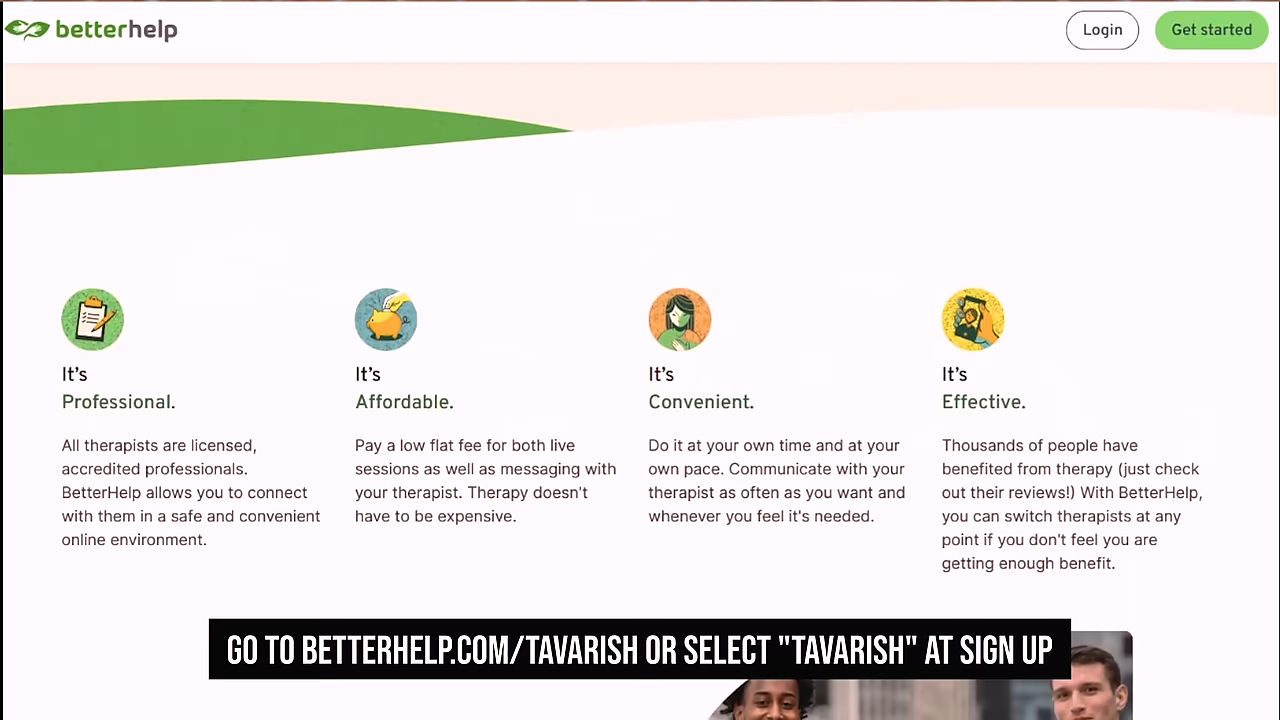 betterhelp
Login
Get started
It's
Professional.
All therapists are licensed,
accredited professionals.
BetterHelp allows you to connect
with them in a safe and convenient
online environment.
It's
Affordable.
Pay a low flat fee for both live
sessions as well as messaging with
your therapist. Therapy doesn't
have to be expensive.
It's
Convenient.
Do it at your own time and at your
own pace. Communicate with your
therapist as often as you want and
whenever you feel it's needed.
It's
Effective.
Thousands of people have
benefited from therapy (just check
out their reviews!) With BetterHelp,
you can switch therapists at any
point if you don't feel you are
getting enough benefit.
GO TO BETTERHELP.COM/TAVARISH OR SELECT "TAVARISH" AT SIGN UP